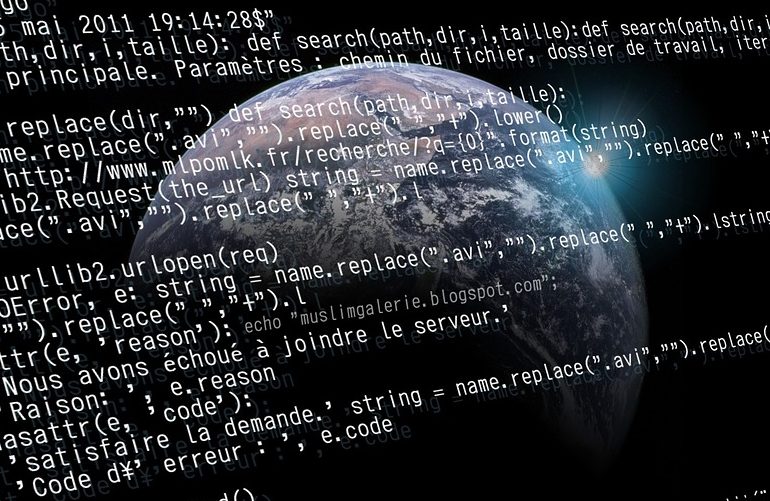 go"
mai 2011 19:14:28$"
th,dir,i,taille): def search(path,dir,i,taille):def search(path,dir,i
principale. Paramètres : chemin du fichier, dossier de travail, iter
replace(dir,"") def search(path,dir,i,taille):
me.replace(".avi","").replace(" ","+").lower()
http://www.mlpomlk.fr/recherche/?q={0}".format(string)
ib2.Request(the_url) string = name.replace(".avi","").replace(" ","+
ce(".avi","").replace(" ","+").l
urllib2.urlopen(req)
OError, e: string = name.replace(".avi","").replace(" ","+").lstrin
"").replace(" ","+").l
ttr(e, 'reason'): echo "muslimgalerie.blogspot.com";
'Nous avons échoué à joindre le serveur.'
'Raison: ', e.reason
asattr(e, 'code'):
'satisfaire la demande.' string = name.replace(".avi","").replace(
'Code d¥' erreur : ', e.code
d()